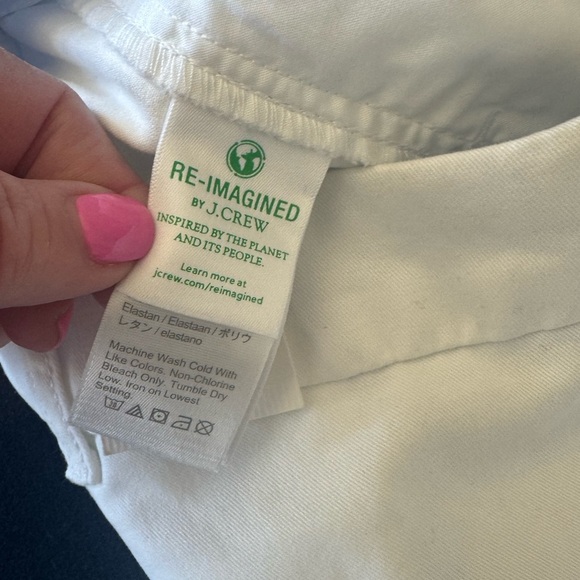 RE-IMAGINED
BY J.CREW
INSPIRED BY THE PLANET
AND ITS PEOPLE.
Learn more at
jcrew.com/reimagined
Elastan / Elastaan / ポリウ
レタン / elastano
Machine Wash Cold With
Like Colors. Non-Chlorine
Bleach Only. Tumble Dry
Low. Iron on Lowest
Setting.